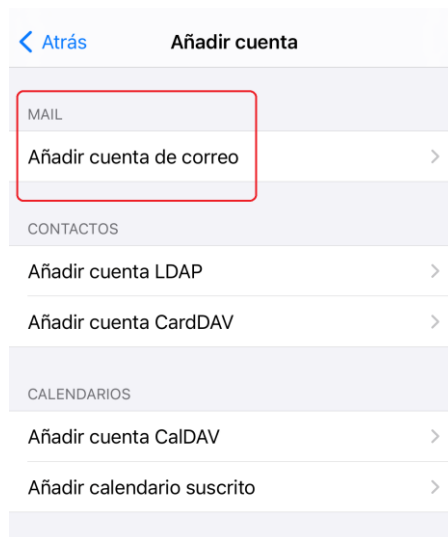 Atrás Añadir cuenta
MAIL
Añadir cuenta de correo
CONTACTOS
Añadir cuenta LDAP
Añadir cuenta CardDAV
CALENDARIOS
Añadir cuenta CalDAV
Añadir calendario suscrito